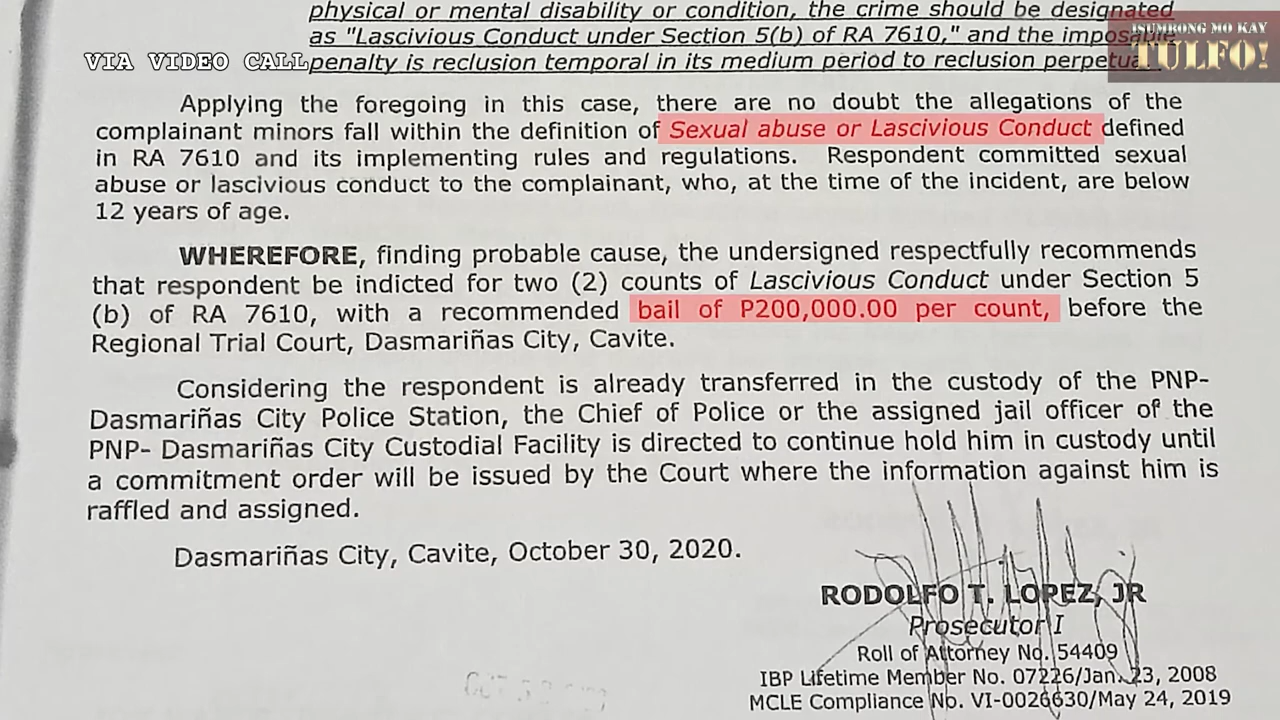 physical or mental disability or condition, the crime should be designated
as "Lascivious Conduct under Section 5(b) of RA 7610," and the imposable
penalty is reclusion temporal in its medium period to reclusion perpetua.
VIA VIDEO CALL
ISUMBONG MO KAY
TULFO!
Applying the foregoing in this case, there are no doubt the allegations of the
complainant minors fall within the definition of Sexual abuse or Lascivious Conduct defined
in RA 7610 and its implementing rules and regulations. Respondent committed sexual
abuse or lascivious conduct to the complainant, who, at the time of the incident, are below
12 years of age.
WHEREFORE, finding probable cause, the undersigned respectfully recommends
that respondent be indicted for two (2) counts of Lascivious Conduct under Section 5
(b) of RA 7610, with a recommended bail of P200,000.00 per count, before the
Regional Trial Court, Dasmariñas City, Cavite.
Considering the respondent is already transferred in the custody of the PNP-
Dasmariñas City Police Station, the Chief of Police or the assigned jail officer of the
PNP- Dasmariñas City Custodial Facility is directed to continue hold him in custody until
a commitment order will be issued by the Court where the information against him is
raffled and assigned.
Dasmariñas City, Cavite, October 30, 2020.
RODOLFO T. LOPEZ, JR
Prosecutor I
Roll of Attorney No. 54409
IBP Lifetime Member No. 07226/Jan. 23, 2008
MCLE Compliance No. VI-0026630/May 24, 2019